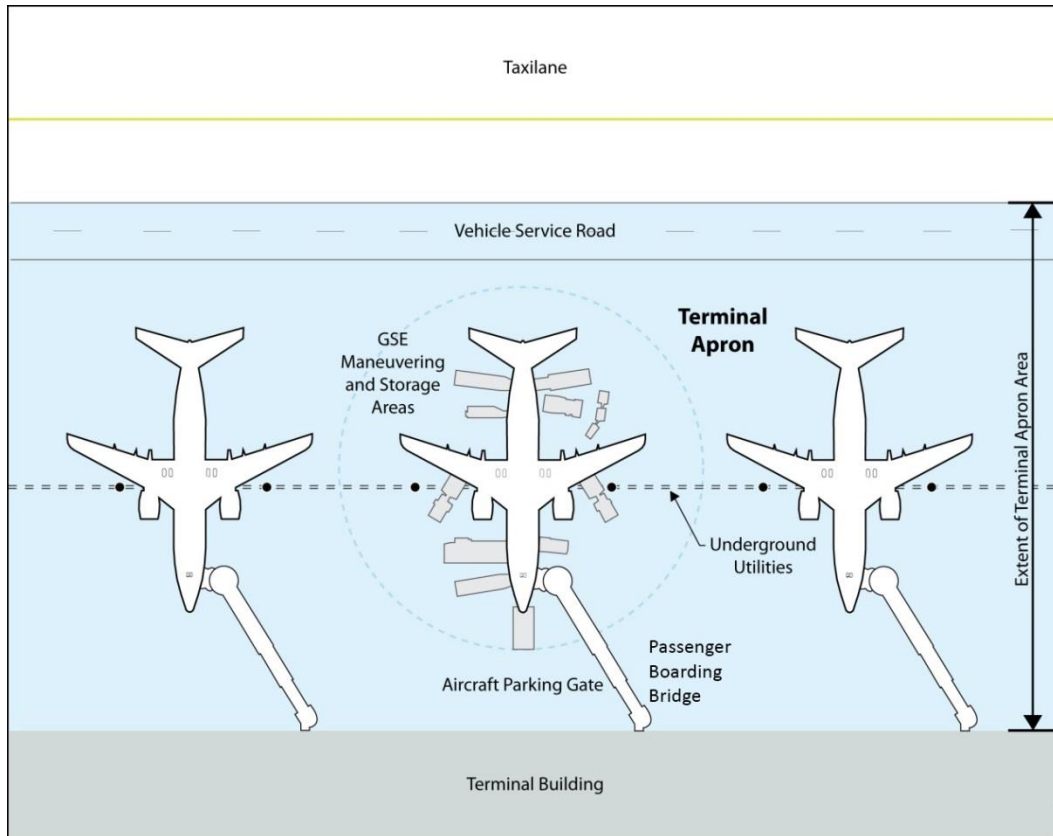 Taxilane
Vehicle Service Road
Terminal
Apron
GSE
Maneuvering
and Storage
Areas
Extent of Terminal Apron Area
Underground
Utilities
Passenger
Boarding
Bridge
Aircraft Parking Gate
Terminal Building